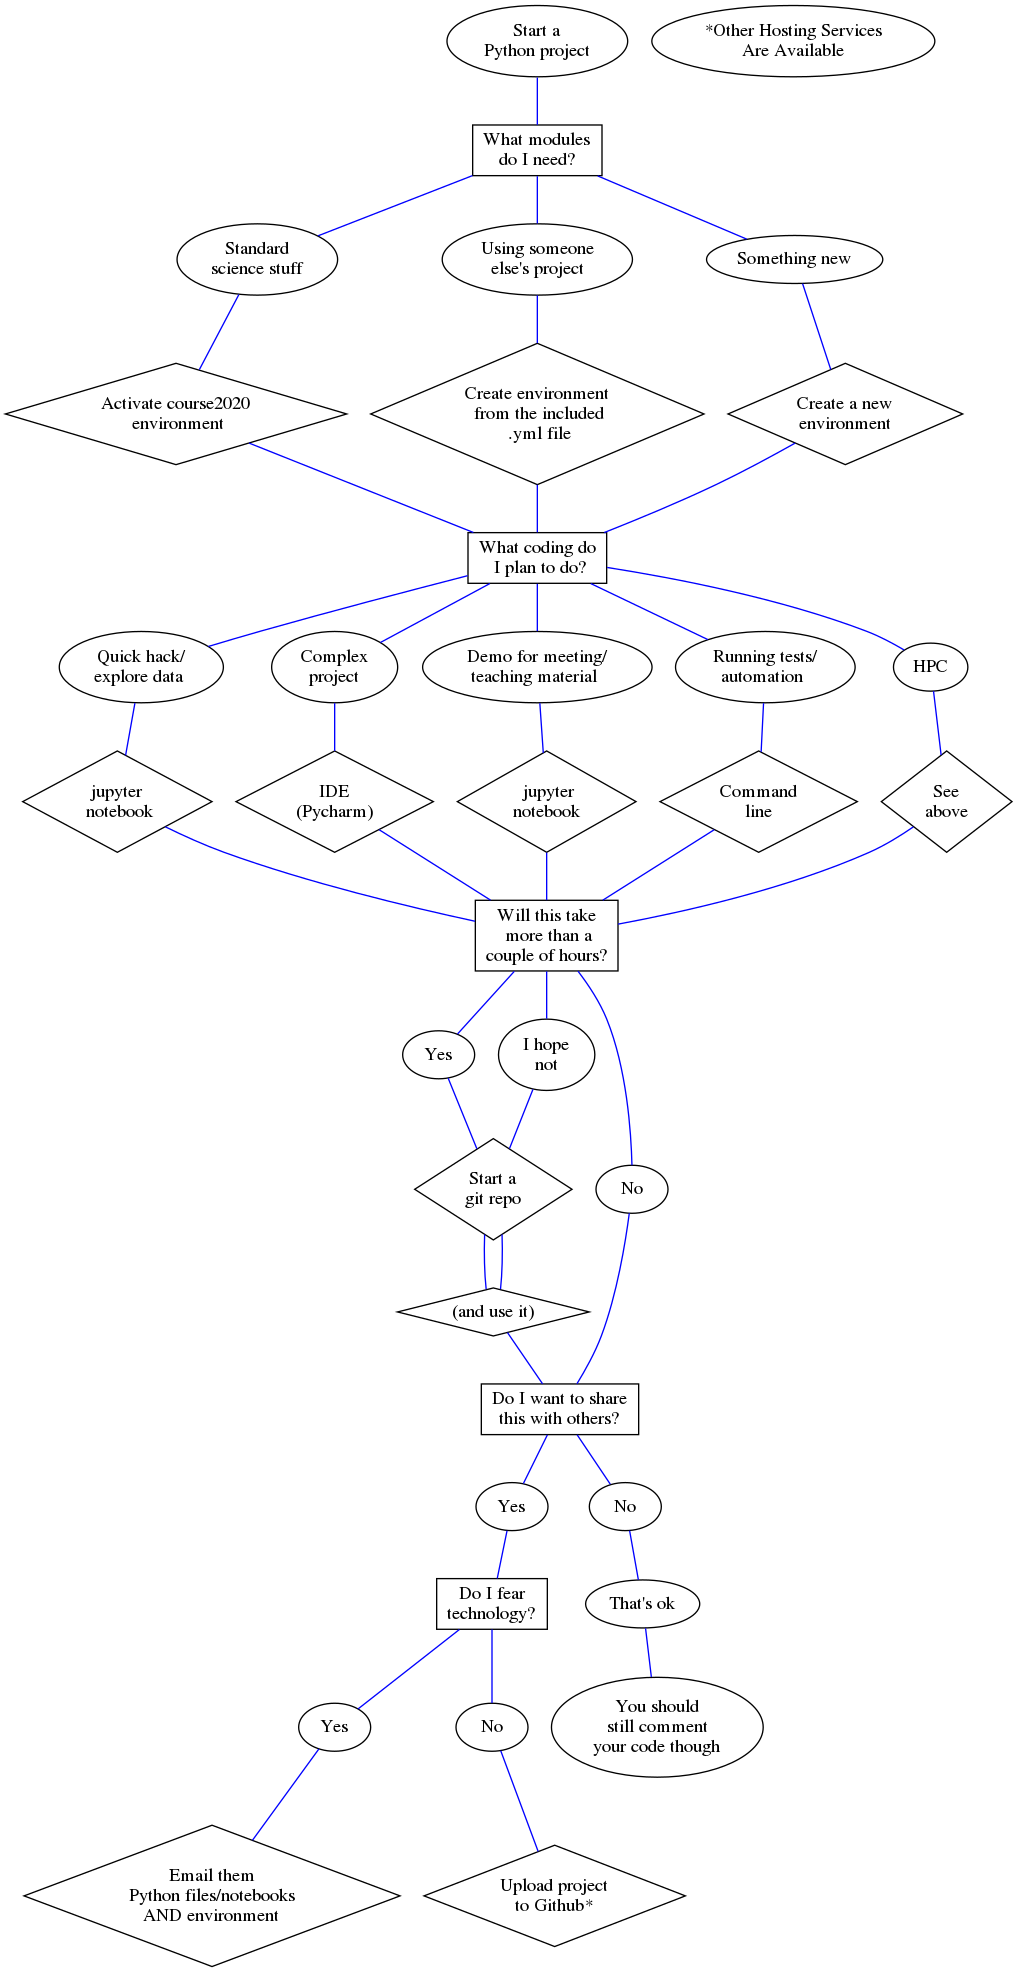 Start a
Python project
*Other Hosting Services
Are Available
What modules
do I need?
Standard
science stuff
Using someone
else's project
Something new
Activate course2020
environment
Create environment
from the included
.yml file
Create a new
environment
What coding do
I plan to do?
Quick hack/
explore data
Complex
project
Demo for meeting/
teaching material
Running tests/
automation
HPC
jupyter
notebook
IDE
(Pycharm)
jupyter
notebook
Command
line
See
above
Will this take
more than a
couple of hours?
Yes
I hope
not
Start a
git repo
No
(and use it)
Do I want to share
this with others?
Yes
No
Do I fear
technology?
That's ok
Yes
No
You should
still comment
your code though
Email them
Python files/notebooks
AND environment
Upload project
to Github*